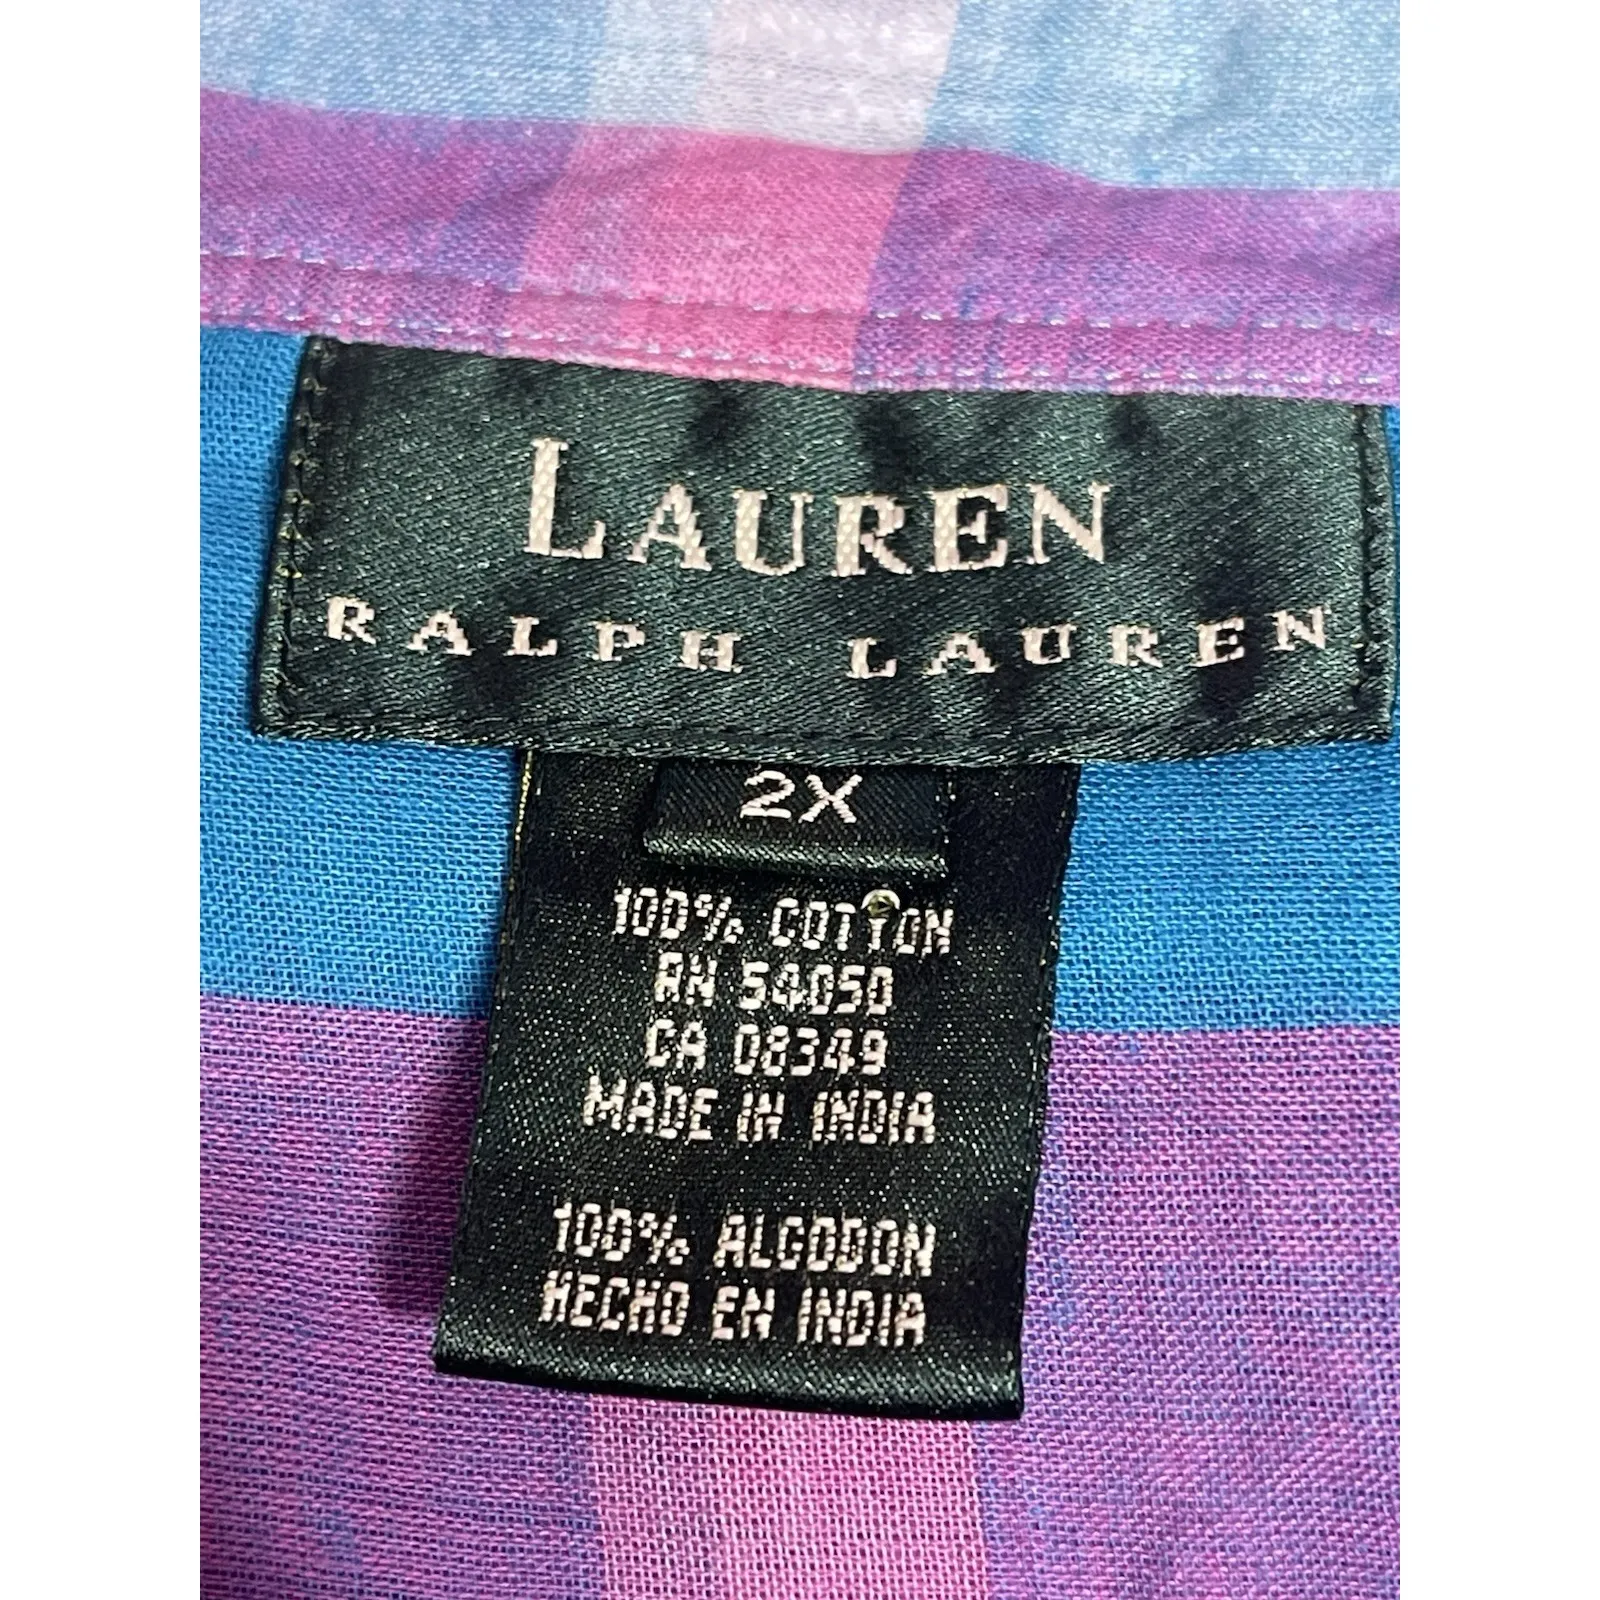 LAUREN
RALPH LAUREN
2X
100% COTTON
RN 54050
CA 08349
MADE IN INDIA
100% ALGODON
HECHO EN INDIA